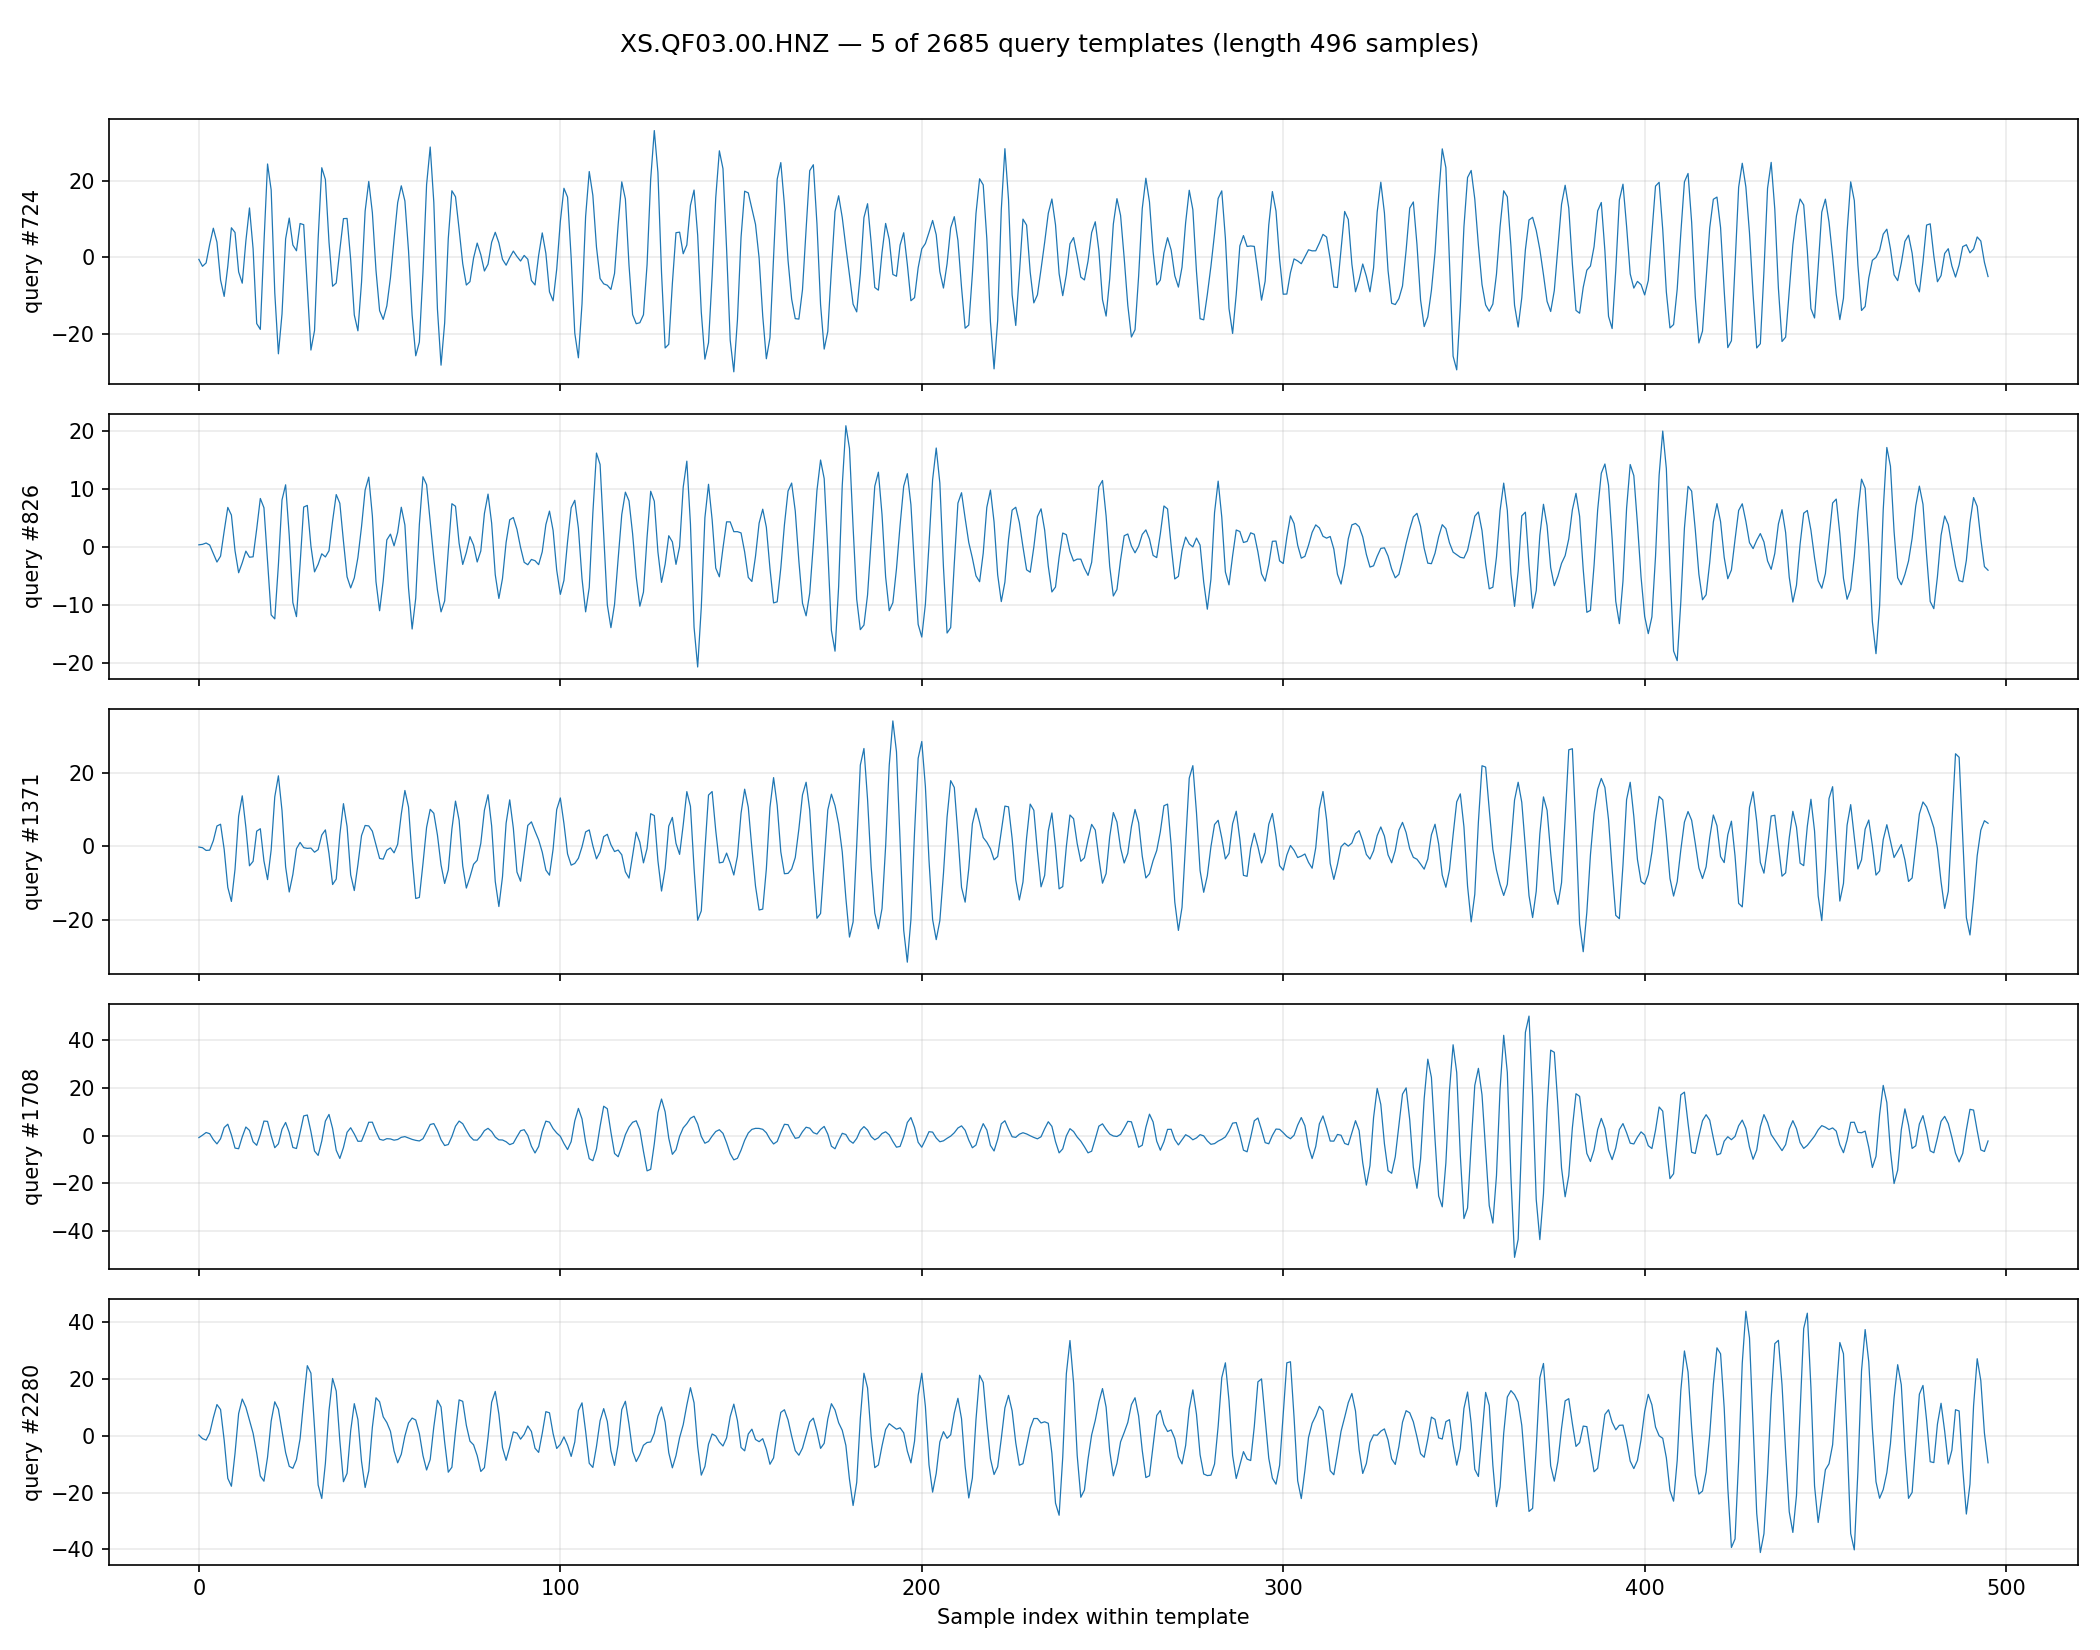 XS.QF03.00.HNZ — 5 of 2685 query templates (length 496 samples)
query #724
20
0
−20
query #826
20
10
0
−10
−20
query #1371
20
0
−20
query #1708
40
20
0
−20
−40
query #2280
40
20
0
−20
−40
0 100 200 300 400 500
Sample index within template